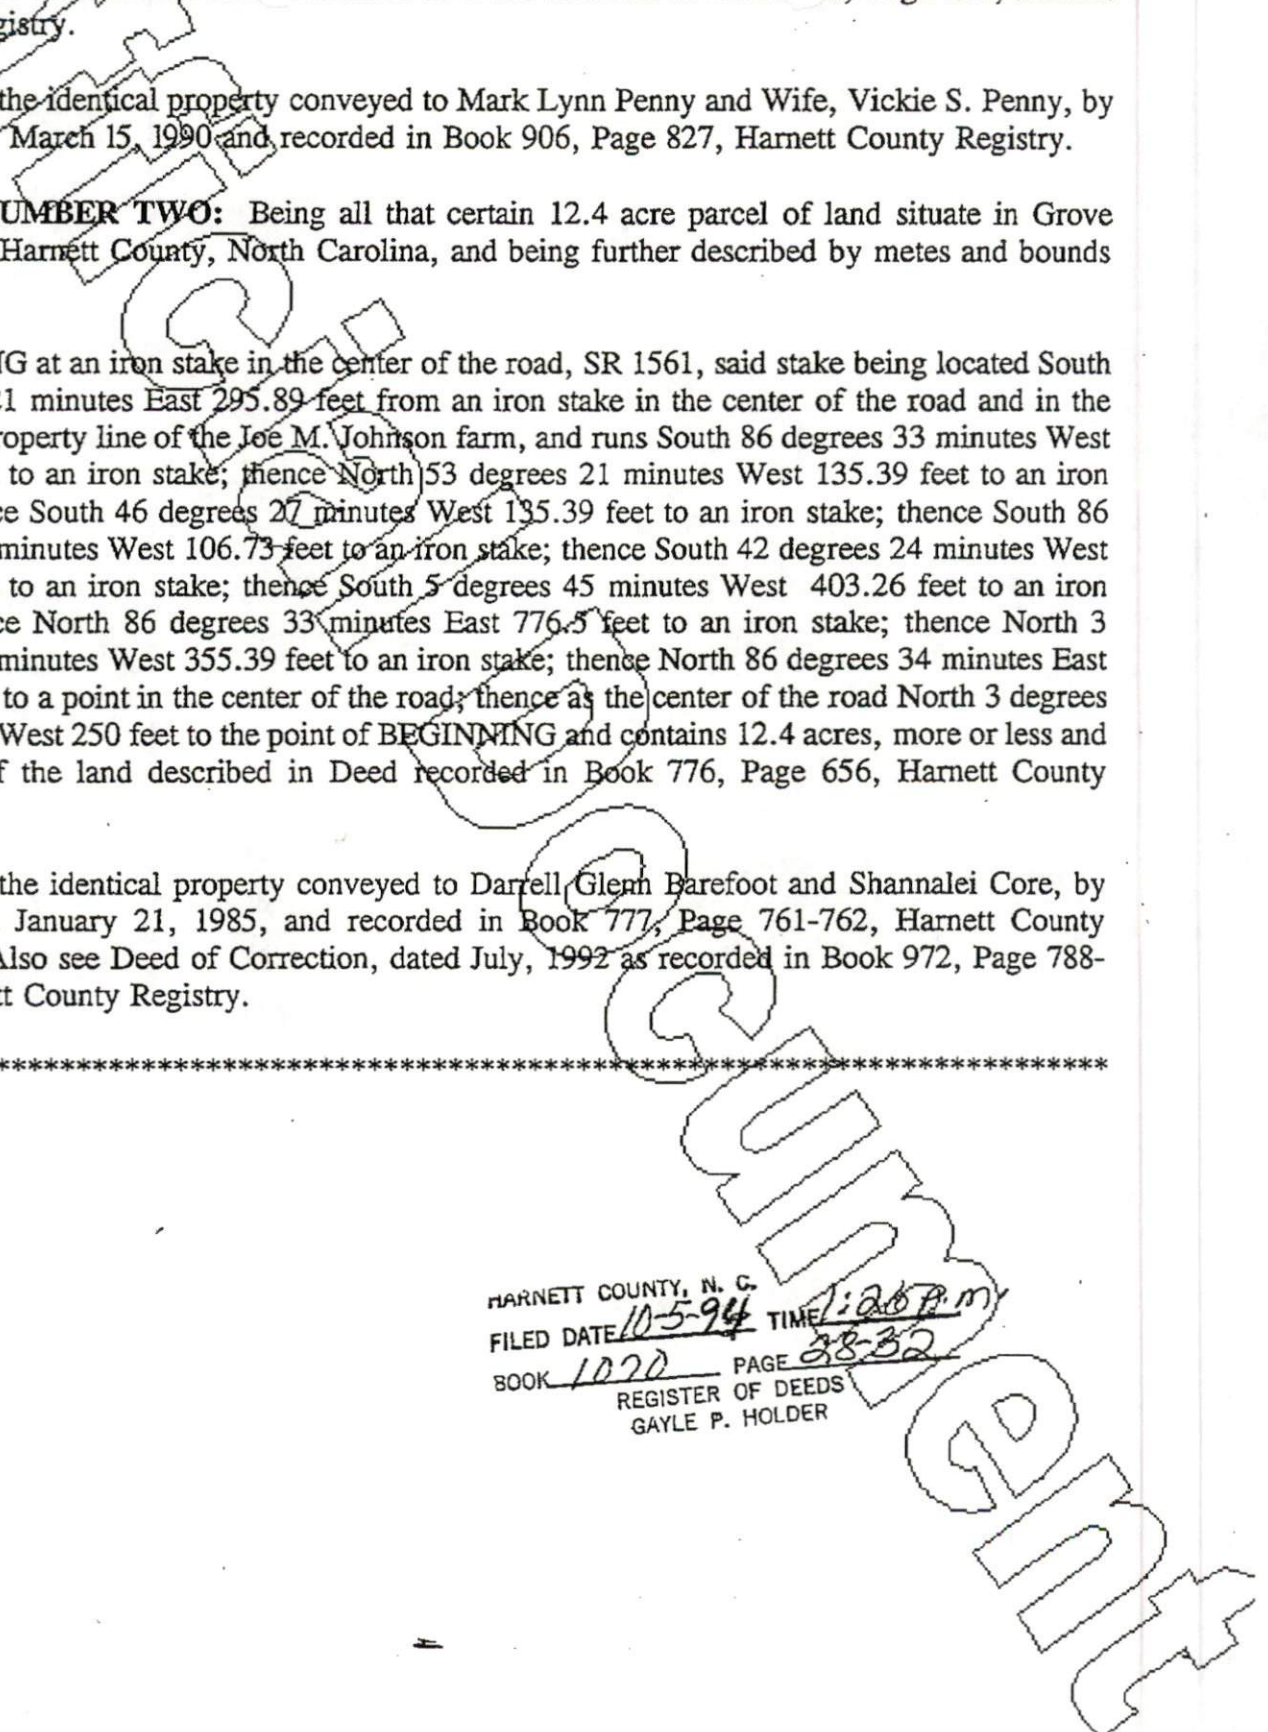 gistry.
the identical property conveyed to Mark Lynn Penny and Wife, Vickie S. Penny, by
March 15, 1990 and recorded in Book 906, Page 827, Harnett County Registry.
UMBER TWO: Being all that certain 12.4 acre parcel of land situate in Grove
Harnett County, North Carolina, and being further described by metes and bounds
NG at an iron stake in the center of the road, SR 1561, said stake being located South
21 minutes East 295.89 feet from an iron stake in the center of the road and in the
roperty line of the Joe M. Johnson farm, and runs South 86 degrees 33 minutes West
to an iron stake; thence North 53 degrees 21 minutes West 135.39 feet to an iron
ce South 46 degrees 27 minutes West 135.39 feet to an iron stake; thence South 86
minutes West 106.73 feet to an iron stake; thence South 42 degrees 24 minutes West
to an iron stake; thence South 5 degrees 45 minutes West 403.26 feet to an iron
ce North 86 degrees 33 minutes East 776.5 feet to an iron stake; thence North 3
minutes West 355.39 feet to an iron stake; thence North 86 degrees 34 minutes East
to a point in the center of the road; thence as the center of the road North 3 degrees
West 250 feet to the point of BEGINNING and contains 12.4 acres, more or less and
f the land described in Deed recorded in Book 776, Page 656, Harnett County
the identical property conveyed to Darrell Glenn Barefoot and Shannalei Core, by
January 21, 1985, and recorded in Book 777, Page 761-762, Harnett County
Also see Deed of Correction, dated July, 1992 as recorded in Book 972, Page 788-
tt County Registry.
*****************************************************************************
HARNETT COUNTY, N. C.
FILED DATE 10-5-94 TIME 1:26 P.m
BOOK 1070 PAGE 28-32
REGISTER OF DEEDS
GAYLE P. HOLDER
cial Document